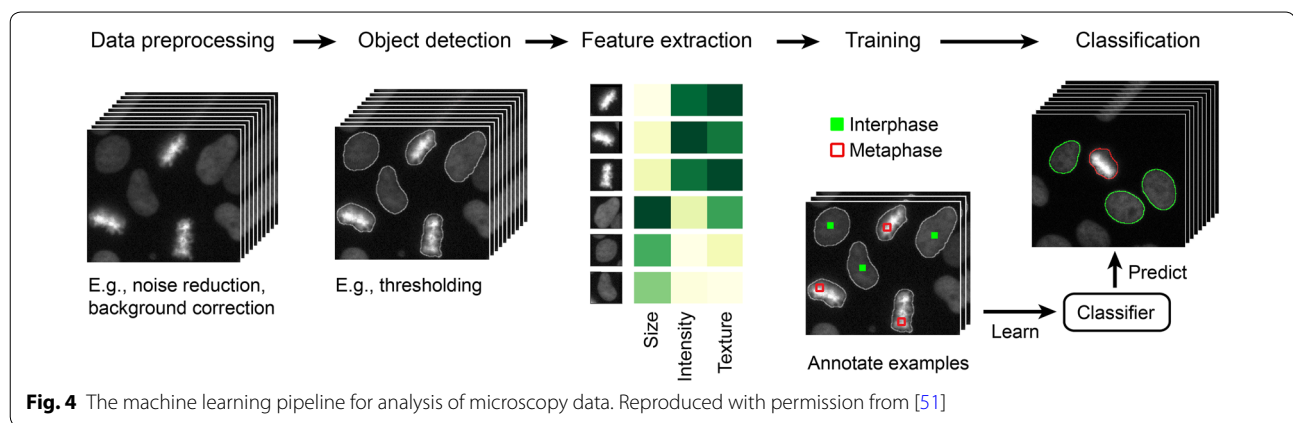 Data preprocessing
Object detection
Feature extraction
Training
Classification
E.g., noise reduction,
background correction
E.g., thresholding
Size
Intensity
Texture
Interphase
Metaphase
Annotate examples
Learn
Classifier
Predict
Fig. 4 The machine learning pipeline for analysis of microscopy data. Reproduced with permission from [51]